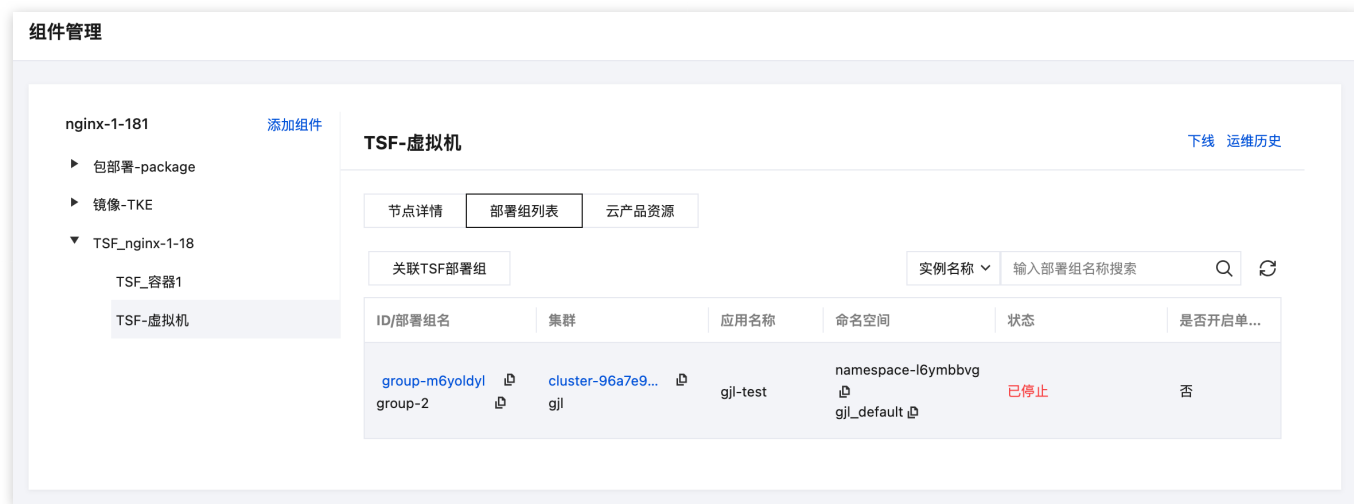 组件管理
nginx-1-181
添加组件
包部署-package
镜像-TKE
TSF_nginx-1-18
TSF_容器1
TSF-虚拟机
TSF-虚拟机
下线 运维历史
节点详情 部署组列表 云产品资源
关联TSF部署组
实例名称 输入部署组名称搜索
ID/部署组名 集群 应用名称 命名空间 状态 是否开启单...
group-m6yoldyl
group-2
cluster-96a7e9...
gjl
gjl-test
namespace-l6ymbbvg
gjl_default
已停止
否